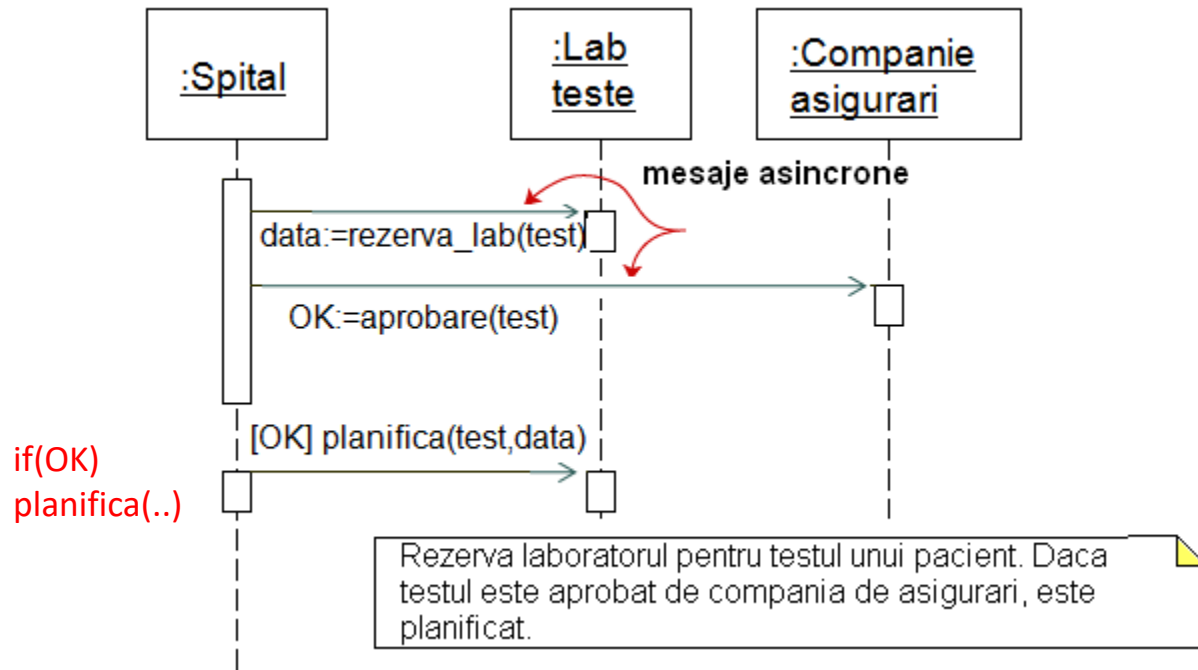 :Spital
:Lab
teste
:Companie
asigurari
mesaje asincrone
data:=rezerva_lab(test)
OK:=aprobare(test)
[OK] planifica(test,data)
if(OK)
planifica(..)
Rezerva laboratorul pentru testul unui pacient. Daca
testul este aprobat de compania de asigurari, este
planificat.